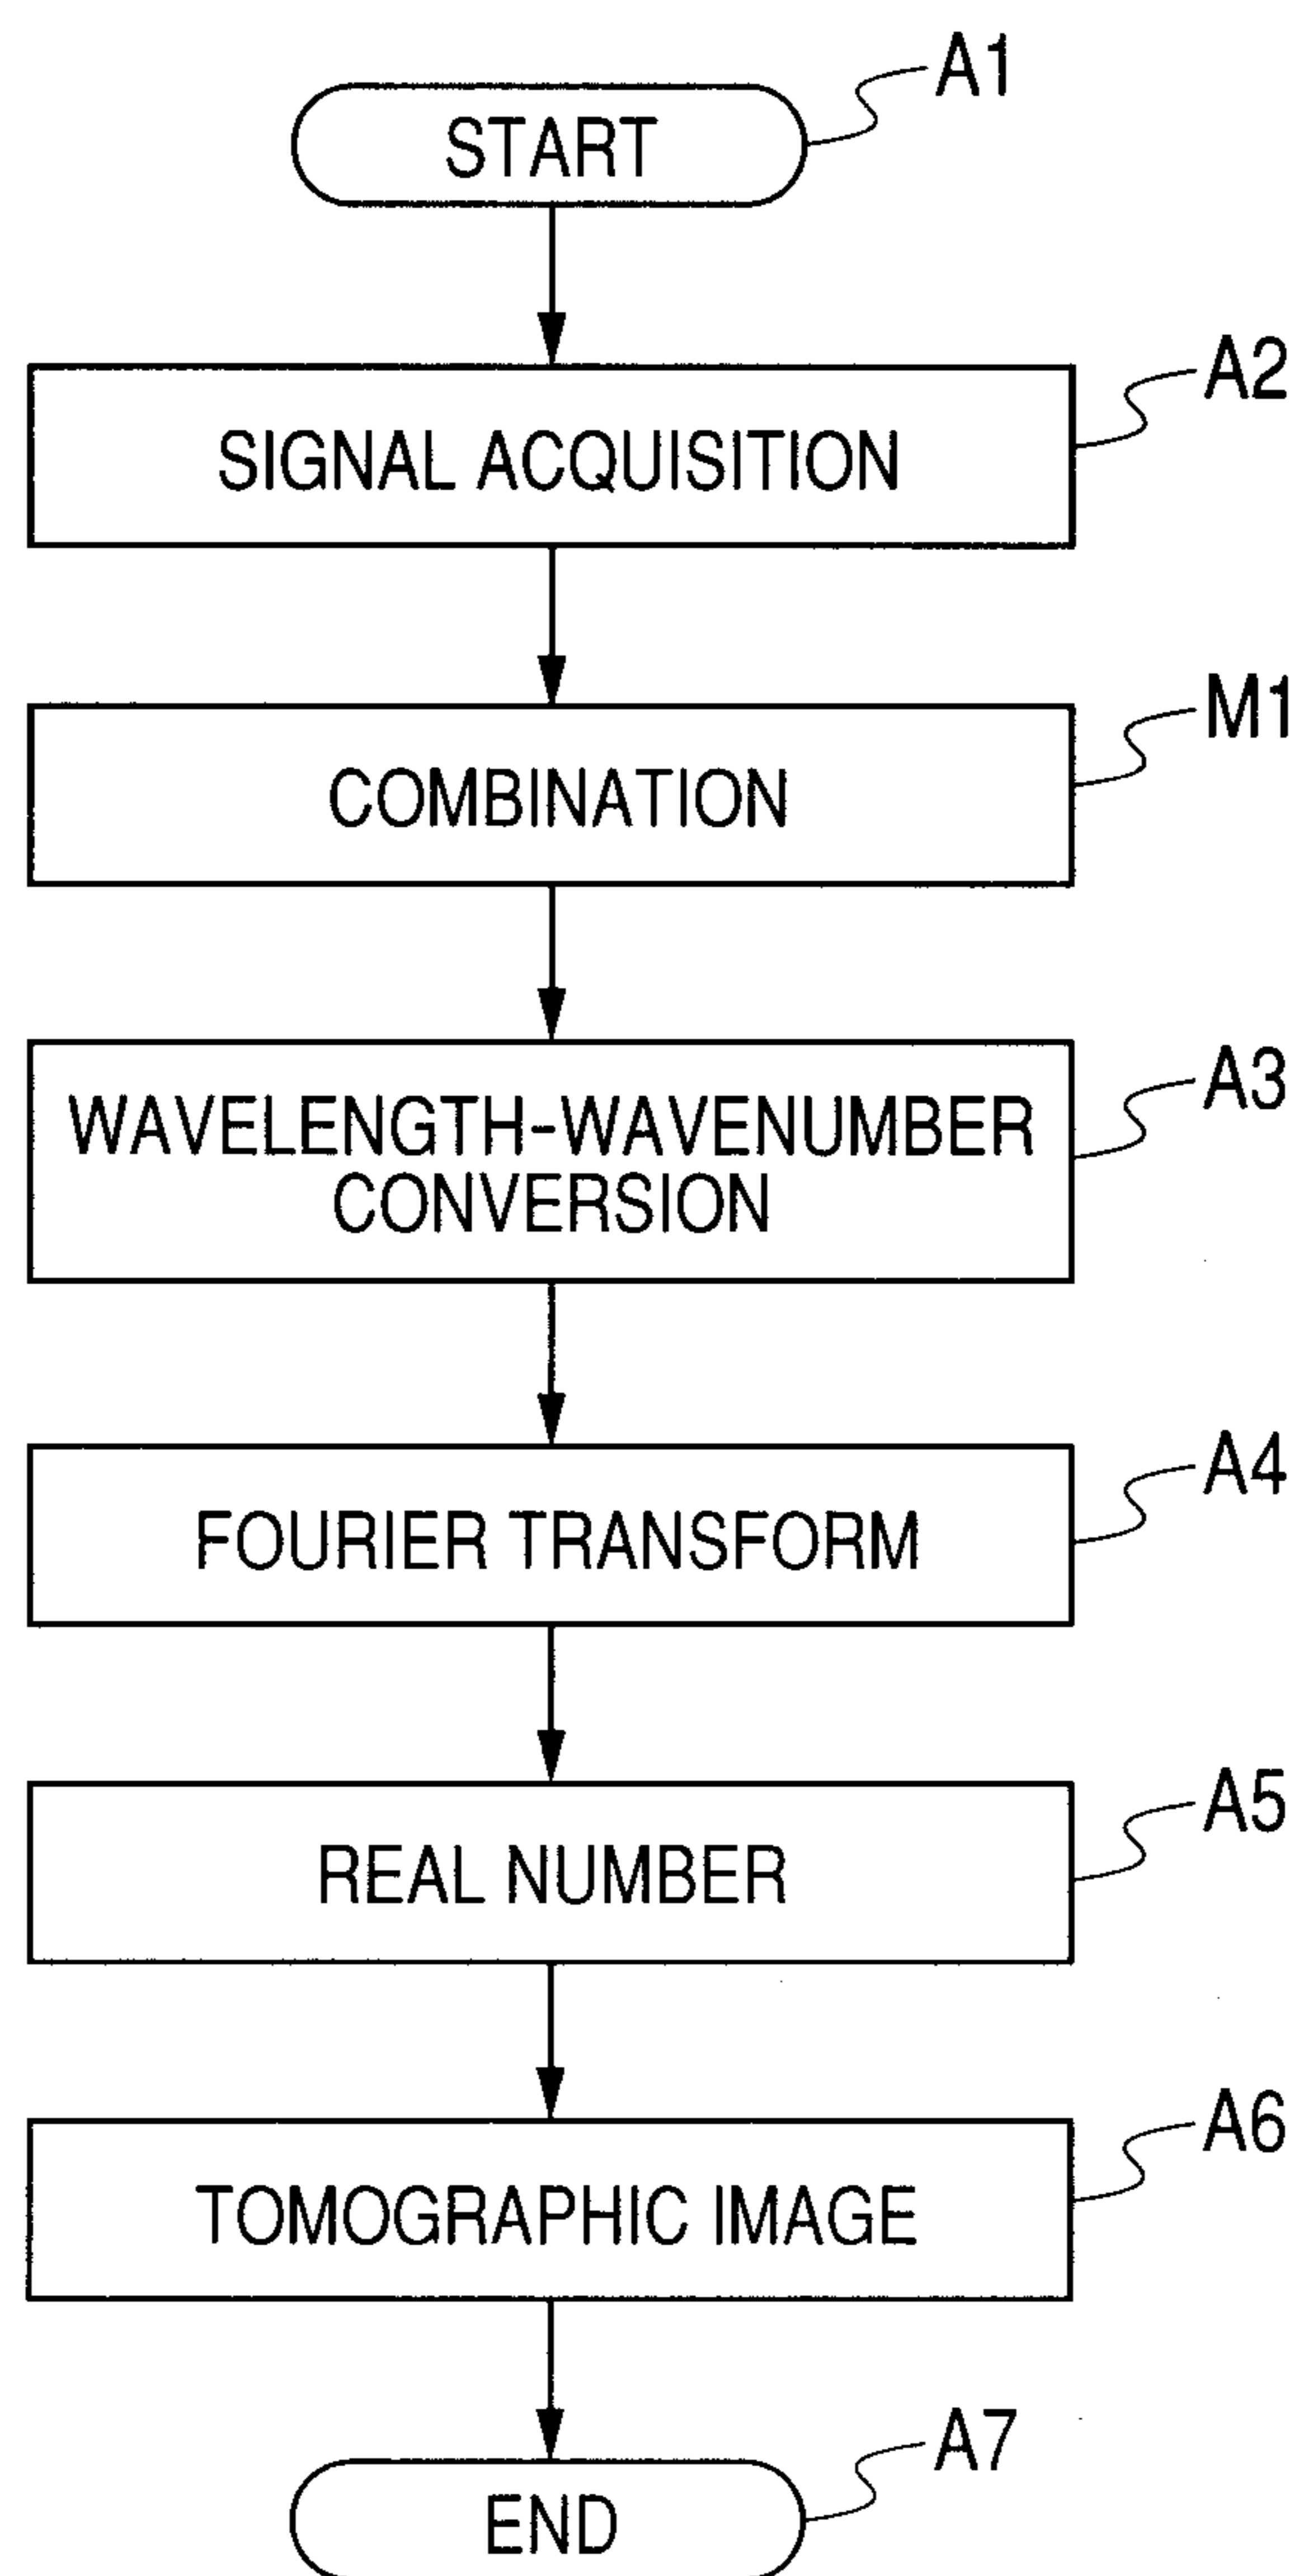 START
A1
SIGNAL ACQUISITION
A2
COMBINATION
M1
WAVELENGTH-WAVENUMBER
CONVERSION
A3
FOURIER TRANSFORM
A4
REAL NUMBER
A5
TOMOGRAPHIC IMAGE
A6
END
A7